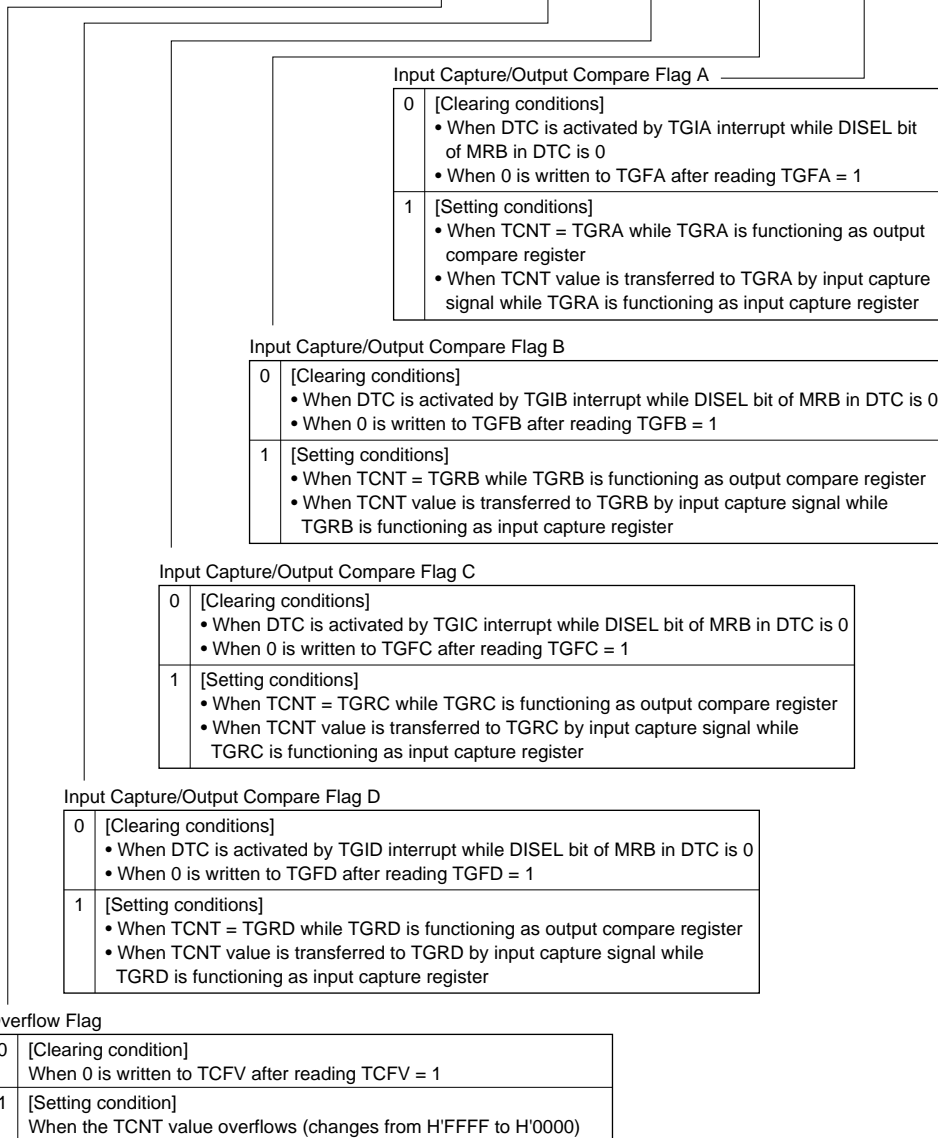 Input Capture/Output Compare Flag A
0 [Clearing conditions]
• When DTC is activated by TGIA interrupt while DISEL bit
of MRB in DTC is 0
• When 0 is written to TGFA after reading TGFA = 1
1 [Setting conditions]
• When TCNT = TGRA while TGRA is functioning as output
compare register
• When TCNT value is transferred to TGRA by input capture
signal while TGRA is functioning as input capture register
Input Capture/Output Compare Flag B
0 [Clearing conditions]
• When DTC is activated by TGIB interrupt while DISEL bit of MRB in DTC is 0
• When 0 is written to TGFB after reading TGFB = 1
1 [Setting conditions]
• When TCNT = TGRB while TGRB is functioning as output compare register
• When TCNT value is transferred to TGRB by input capture signal while
TGRB is functioning as input capture register
Input Capture/Output Compare Flag C
0 [Clearing conditions]
• When DTC is activated by TGIC interrupt while DISEL bit of MRB in DTC is 0
• When 0 is written to TGFC after reading TGFC = 1
1 [Setting conditions]
• When TCNT = TGRC while TGRC is functioning as output compare register
• When TCNT value is transferred to TGRC by input capture signal while
TGRC is functioning as input capture register
Input Capture/Output Compare Flag D
0 [Clearing conditions]
• When DTC is activated by TGID interrupt while DISEL bit of MRB in DTC is 0
• When 0 is written to TGFD after reading TGFD = 1
1 [Setting conditions]
• When TCNT = TGRD while TGRD is functioning as output compare register
• When TCNT value is transferred to TGRD by input capture signal while
TGRD is functioning as input capture register
verflow Flag
0 [Clearing condition]
When 0 is written to TCFV after reading TCFV = 1
1 [Setting condition]
When the TCNT value overflows (changes from H'FFFF to H'0000)